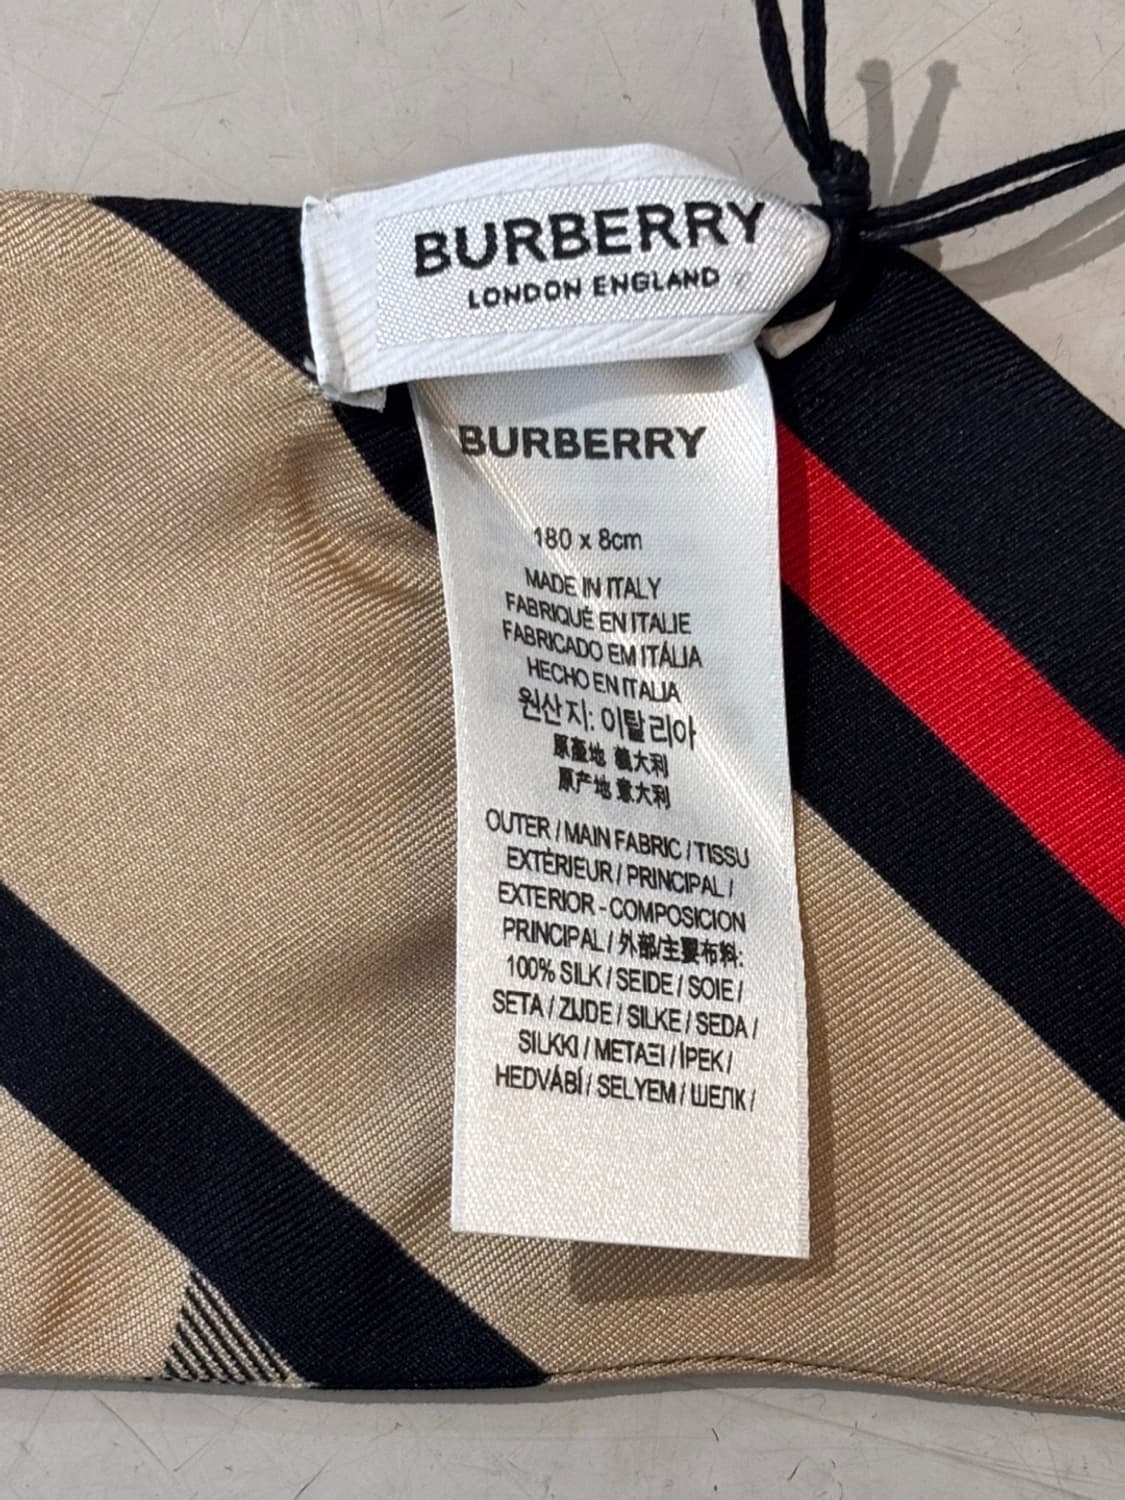 BURBERRY
LONDON ENGLAND
BURBERRY
180 x 8cm
MADE IN ITALY
FABRIQUÉ EN ITALIE
FABRICADO EM ITÁLIA
HECHO EN ITALIA
원산지: 이탈리아
原產地 義大利
原产地 意大利
OUTER / MAIN FABRIC / TISSU
EXTÉRIEUR / PRINCIPAL /
EXTERIOR - COMPOSICION
PRINCIPAL / 外部/主要布料:
100% SILK / SEIDE / SOIE /
SETA / ZIJDE / SILKE / SEDA /
SILKKI / ΜΕΤΑΞΙ / İPEK /
HEDVÁBÍ / SELYEM / ШЕЛК /